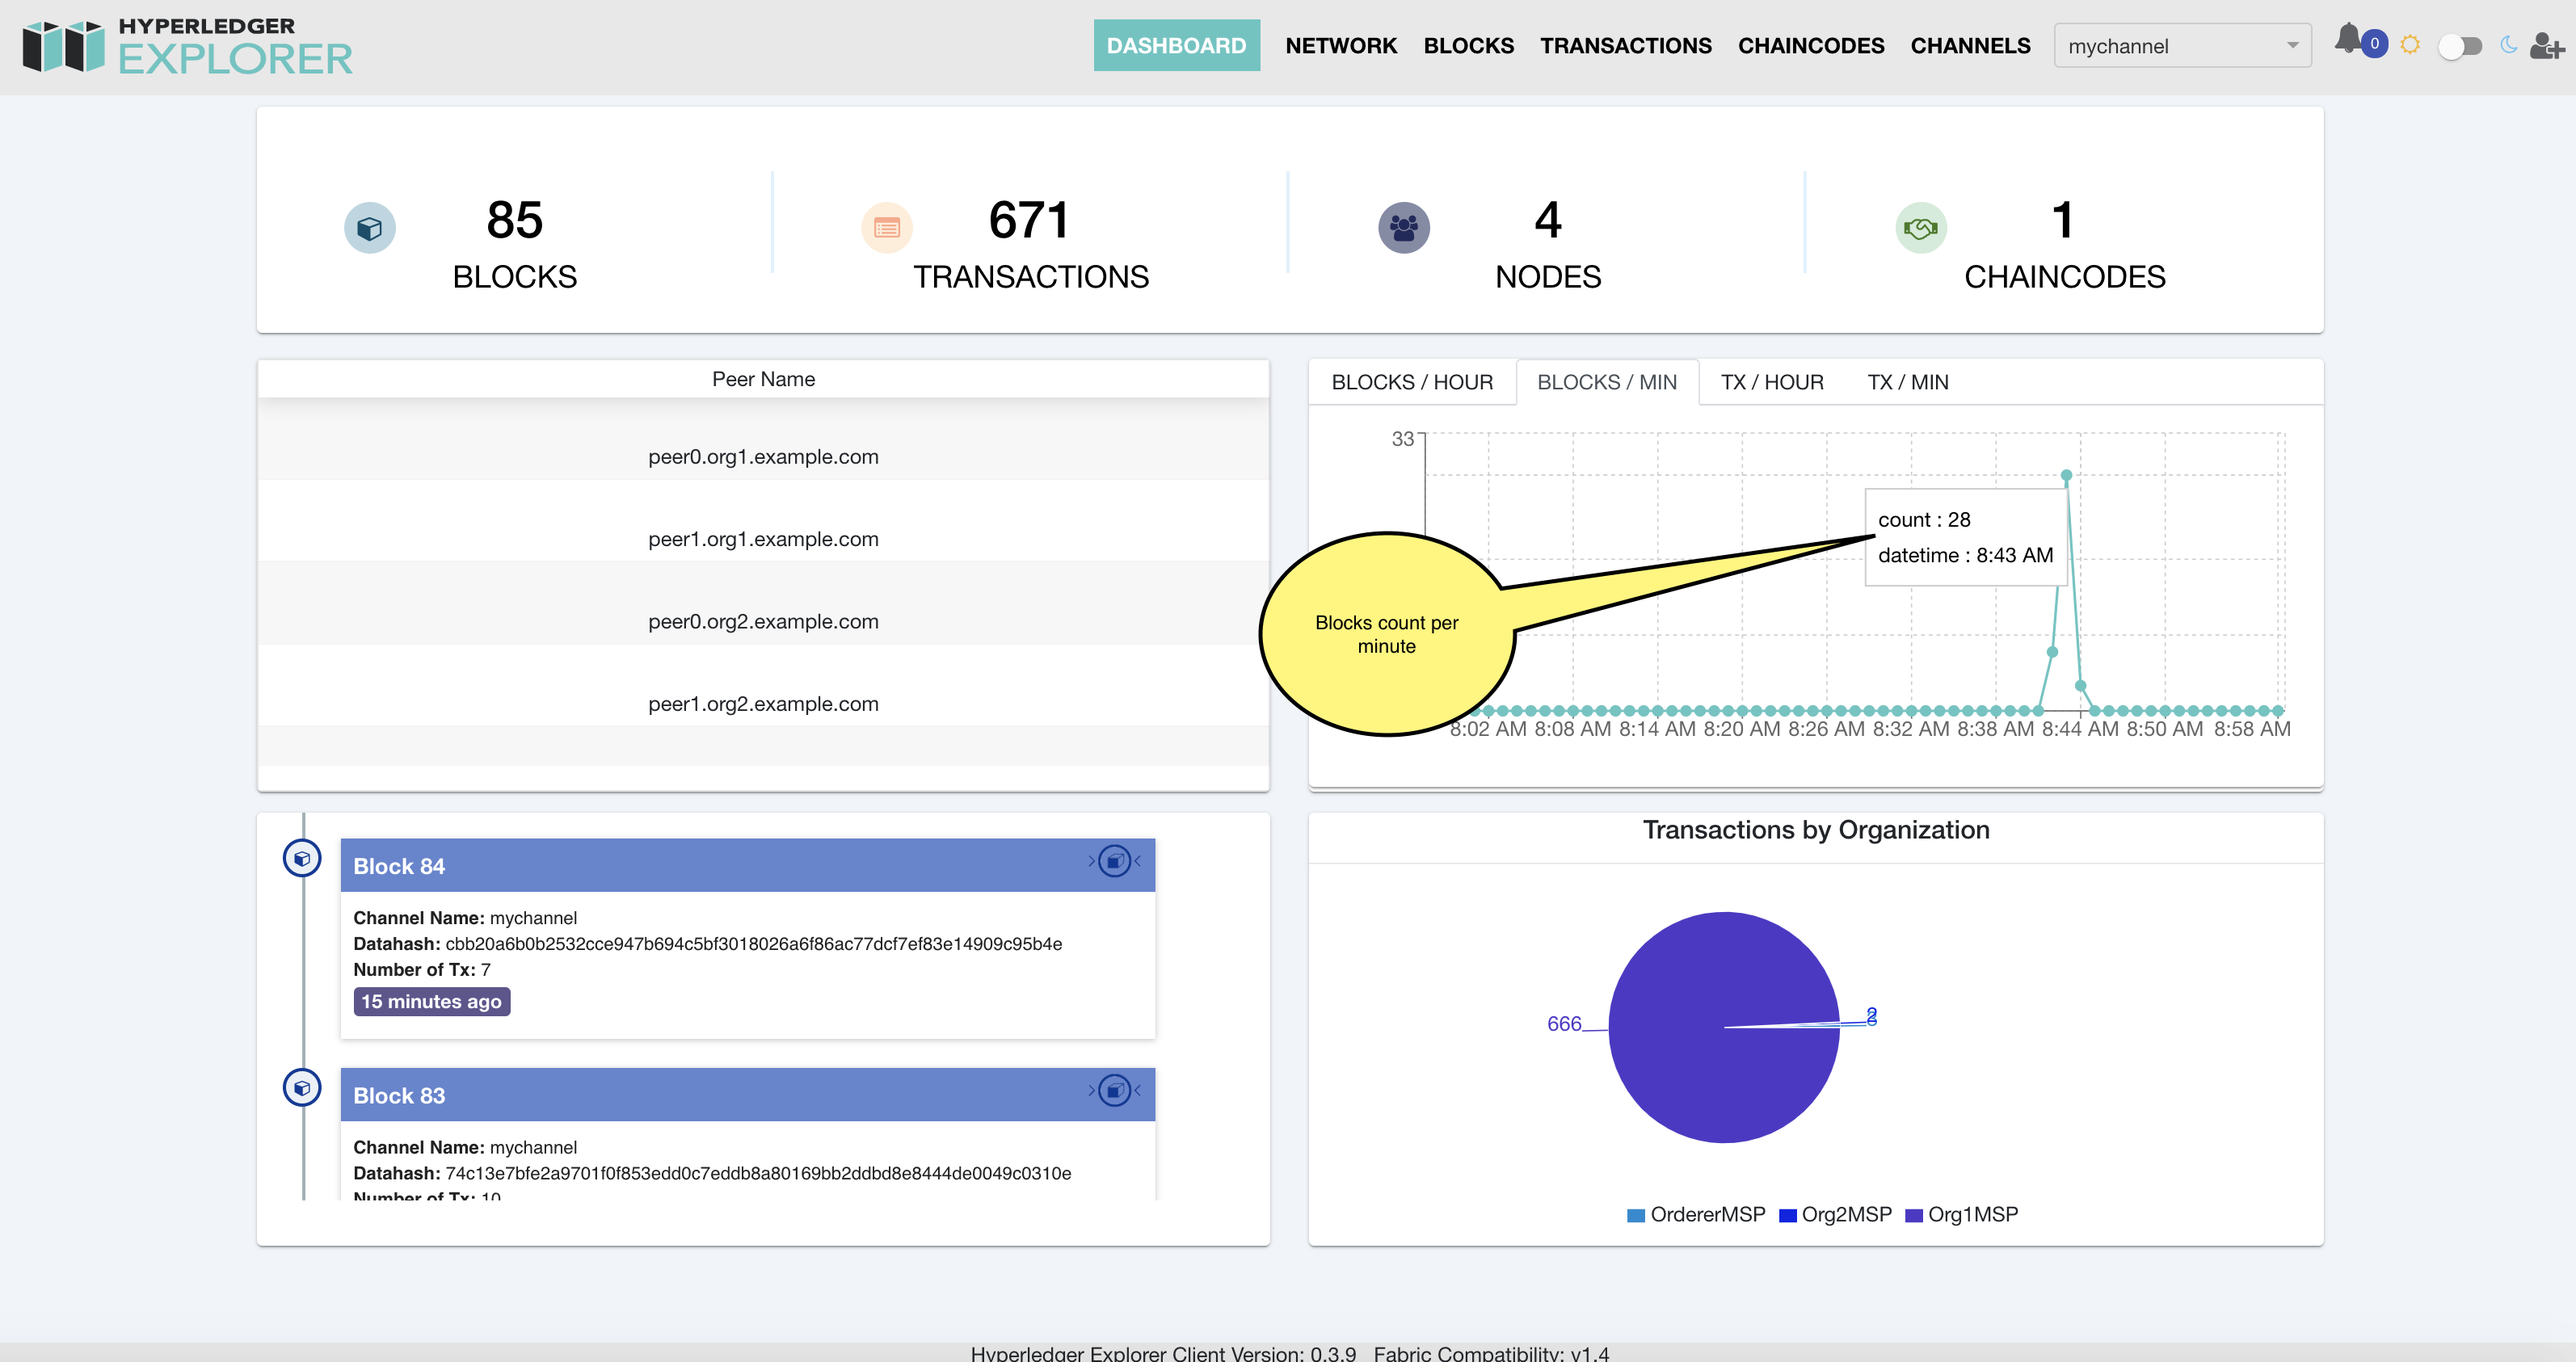 HYPERLEDGER
EXPLORER
DASHBOARD NETWORK BLOCKS TRANSACTIONS CHAINCODES CHANNELS mychannel 0
85
BLOCKS
671
TRANSACTIONS
4
NODES
1
CHAINCODES
Peer Name
peer0.org1.example.com
peer1.org1.example.com
peer0.org2.example.com
peer1.org2.example.com
BLOCKS / HOUR BLOCKS / MIN TX / HOUR TX / MIN
33
count : 28
datetime : 8:43 AM
Blocks count per
minute
8:02 AM 8:08 AM 8:14 AM 8:20 AM 8:26 AM 8:32 AM 8:38 AM 8:44 AM 8:50 AM 8:58 AM
Block 84
Channel Name: mychannel
Datahash: cbb20a6b0b2532cce947b694c5bf3018026a6f86ac77dcf7ef83e14909c95b4e
Number of Tx: 7
15 minutes ago
Block 83
Channel Name: mychannel
Datahash: 74c13e7bfe2a9701f0f853edd0c7eddb8a80169bb2ddbd8e8444de0049c0310e
Number of Tx: 10
Transactions by Organization
666
2
3
OrdererMSP Org2MSP Org1MSP
Hyperledger Explorer Client Version: 0.3.9 Fabric Compatibility: v1.4